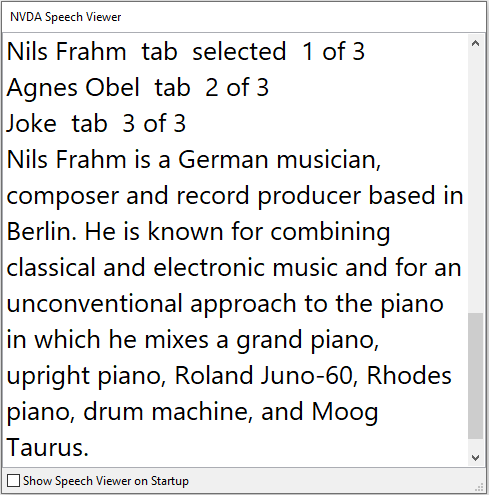 NVDA Speech Viewer
Nils Frahm  tab  selected  1 of 3
Agnes Obel  tab  2 of 3
Joke  tab  3 of 3
Nils Frahm is a German musician,
composer and record producer based in
Berlin. He is known for combining
classical and electronic music and for an
unconventional approach to the piano
in which he mixes a grand piano,
upright piano, Roland Juno-60, Rhodes
piano, drum machine, and Moog
Taurus.
Show Speech Viewer on Startup